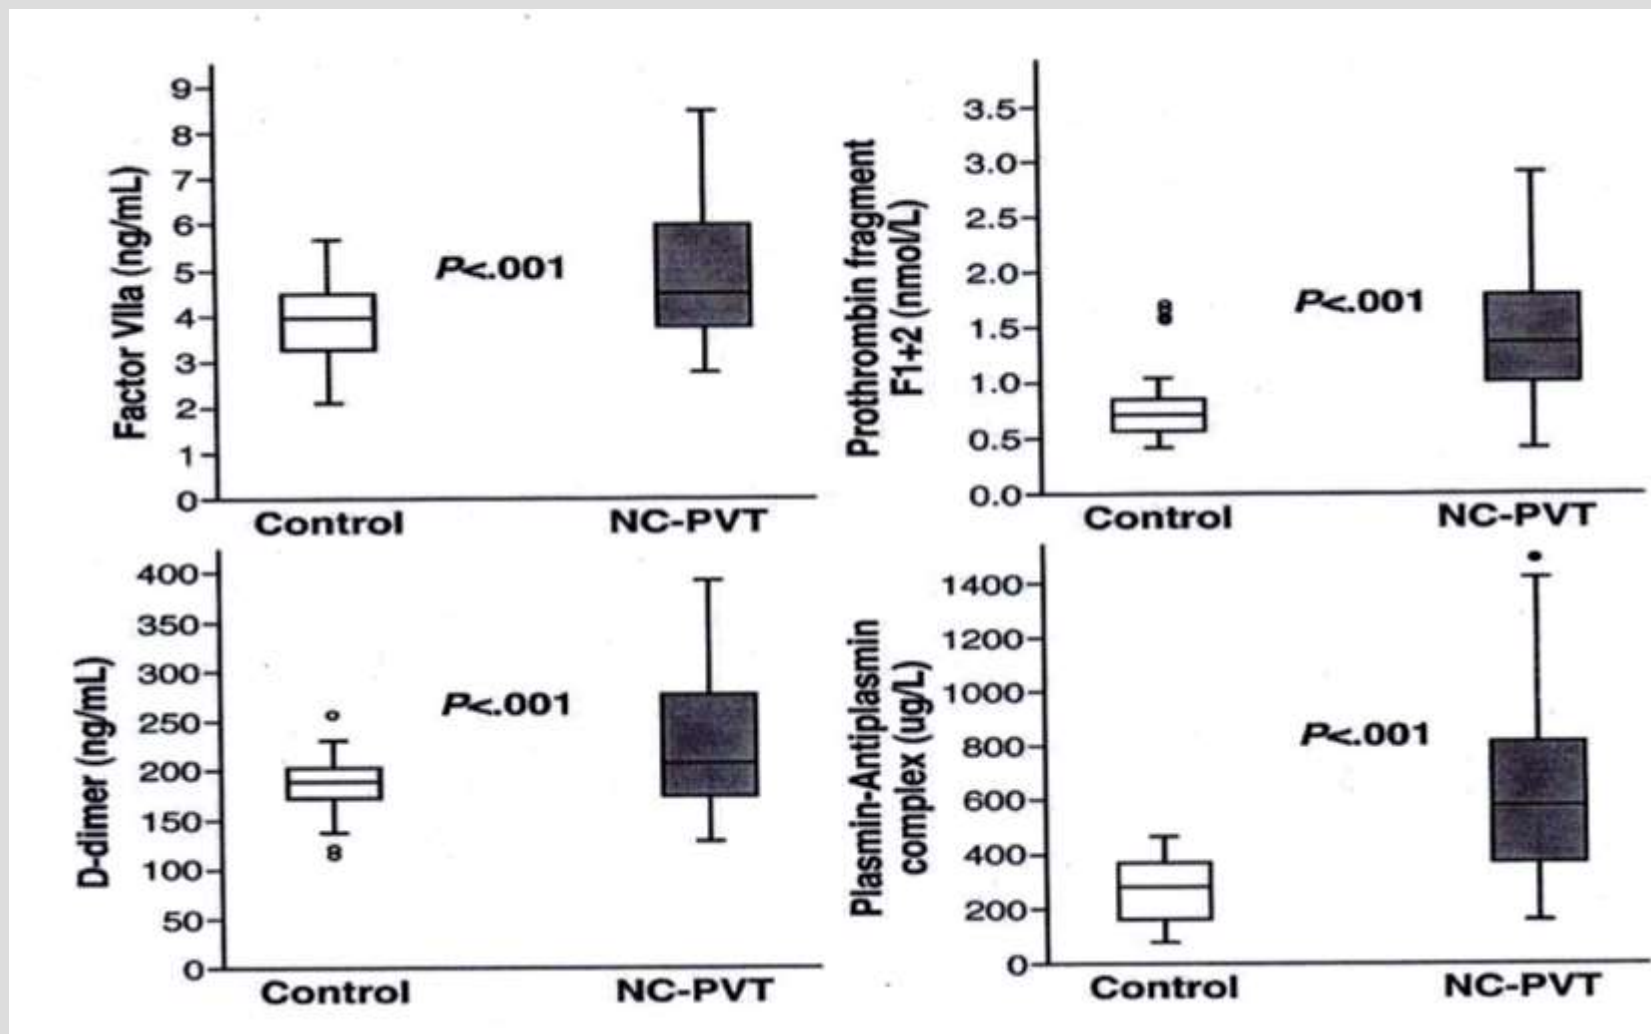 Factor VIIa (ng/mL)
9
8
7
6
5
4
3
2
1
0
P<.001
Control
NC-PVT
Prothrombin fragment
F1+2 (nmol/L)
3.5
3.0
2.5
2.0
1.5
1.0
0.5
0.0
P<.001
Control
NC-PVT
D-dimer (ng/mL)
400
350
300
250
200
150
100
50
0
P<.001
Control
NC-PVT
Plasmin-Antiplasmin
complex (ug/L)
1400
1200
1000
800
600
400
200
0
P<.001
Control
NC-PVT